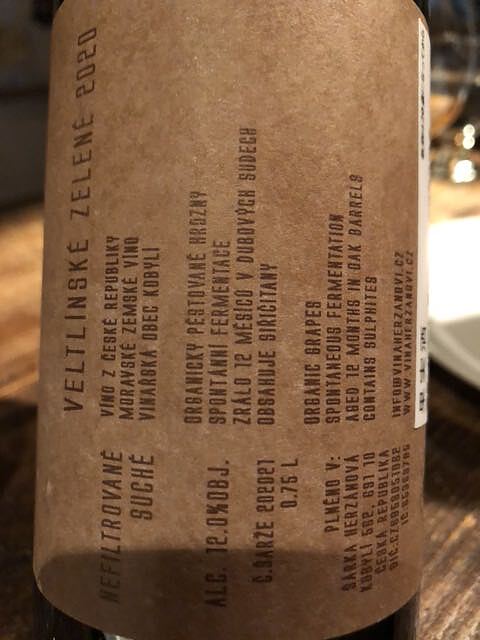 VELTLÍNSKÉ ZELENÉ 2020
VÍNO Z ČESKÉ REPUBLIKY
MORAVSKÉ ZEMSKÉ VÍNO
VINAŘSKÁ OBEC KOBYLÍ
ORGANICKY PĚSTOVANÉ HROZNY
SPONTÁNNÍ FERMENTACE
ZRÁLO 12 MĚSÍCŮ V DUBOVÝCH SUDECH
OBSAHUJE SIŘIČITANY
ORGANIC GRAPES
SPONTANEOUS FERMENTATION
AGED 12 MONTHS IN OAK BARRELS
CONTAINS SULPHITES
INFO@VINAHERZANOVI.CZ
WWW.VINAHERZANOVI.CZ
NEFILTROVANÉ
SUCHÉ
ALC. 12,0%OBJ.
Č.ŠARŽE 202021
0,75 L
PLNĚNO V:
ŠÁRKA HERZÁNOVÁ
KOBYLÍ 582, 691 10
ČESKÁ REPUBLIKA